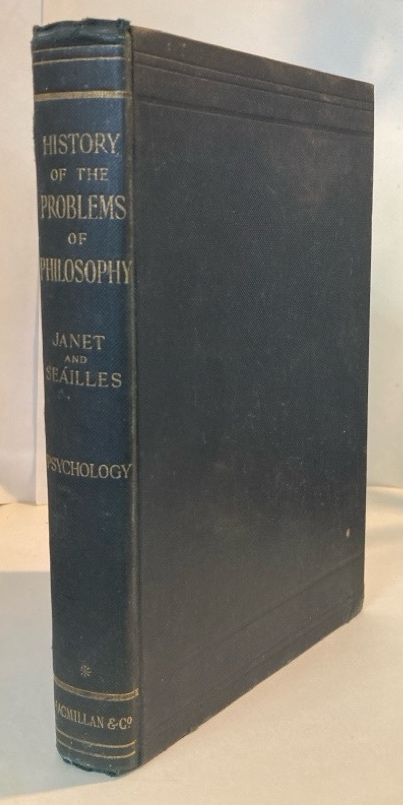 HISTORY
OF THE
PROBLEMS
OF
PHILOSOPHY
JANET
AND
SÉAILLES
PSYCHOLOGY
*
MACMILLAN & Co